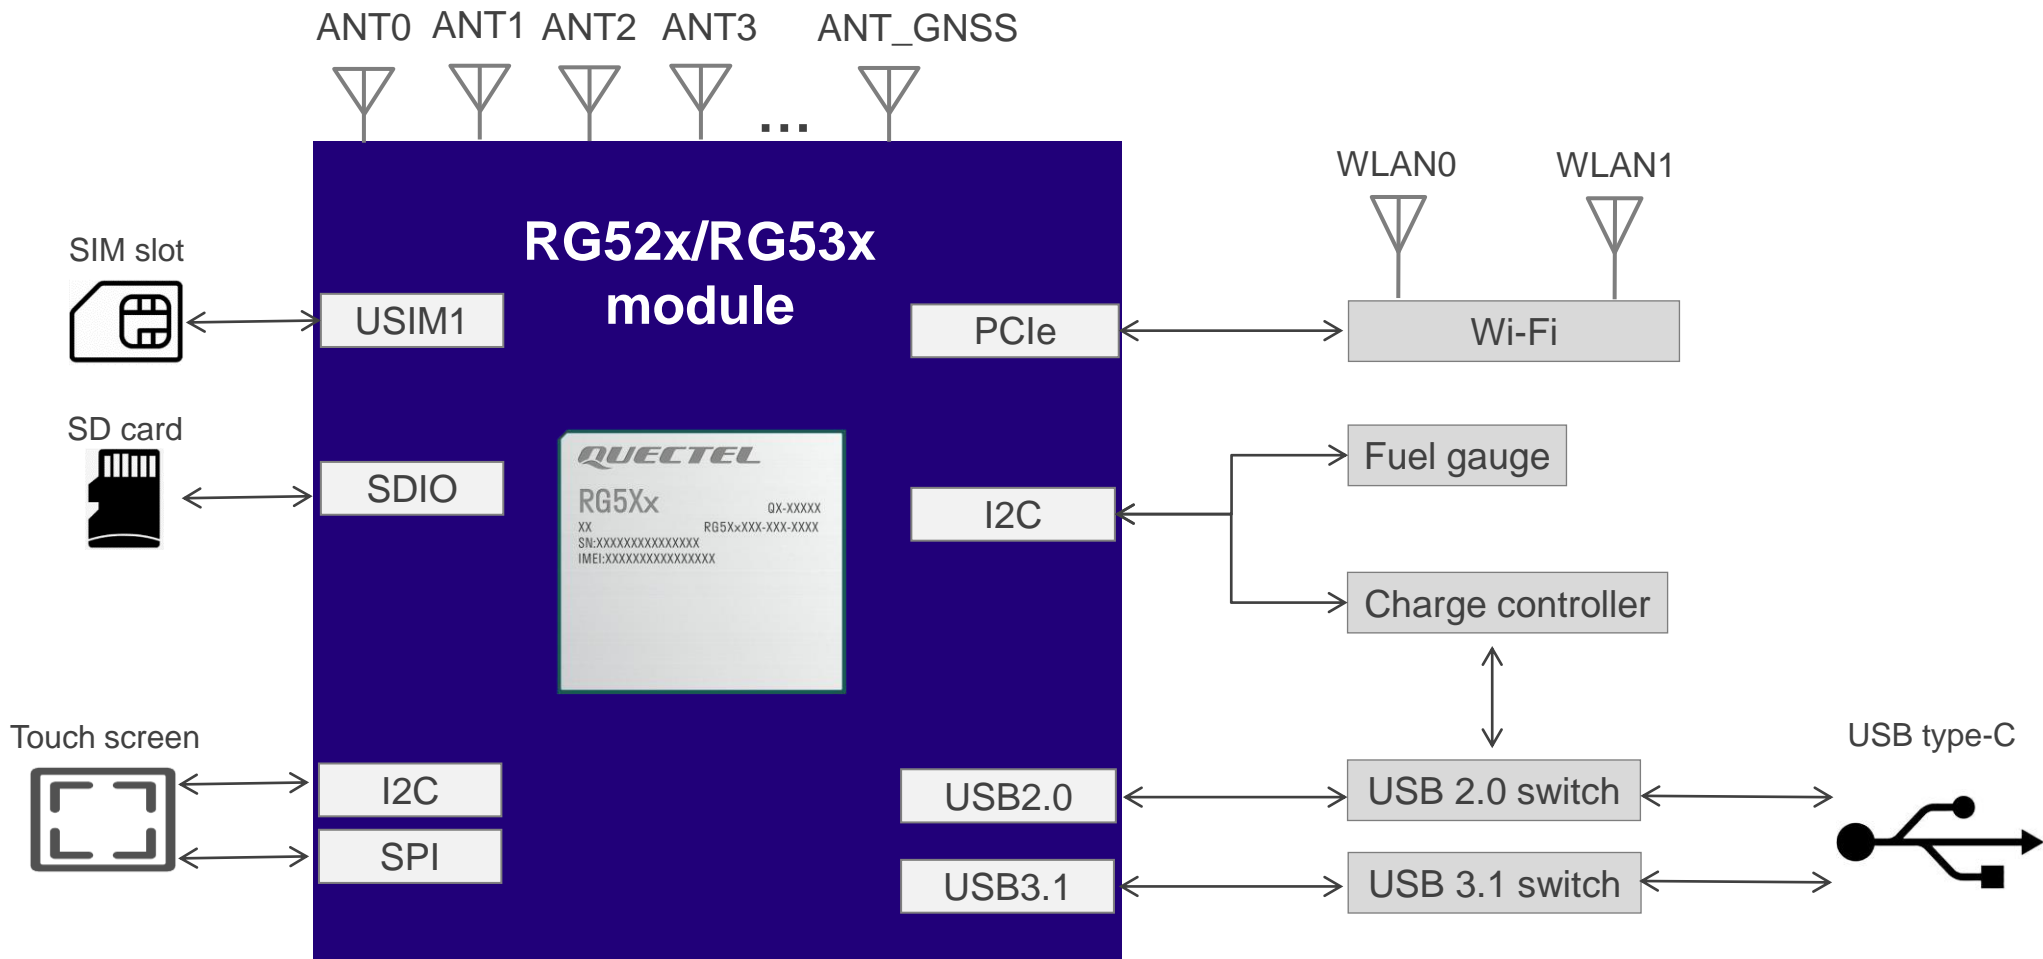 ANT0 ANT1 ANT2 ANT3 ... ANT_GNSS
WLAN0 WLAN1
RG52x/RG53x
module
SIM slot
USIM1
PCIe
Wi-Fi
SD card
SDIO
QUECTEL
RG5Xx
QX-XXXXX
XX
RG5XxXXX-XXX-XXXX
SN:XXXXXXXXXXXXXXX
IMEI:XXXXXXXXXXXXXXXX
I2C
Fuel gauge
Charge controller
Touch screen
I2C
SPI
USB2.0
USB 2.0 switch
USB type-C
USB3.1
USB 3.1 switch